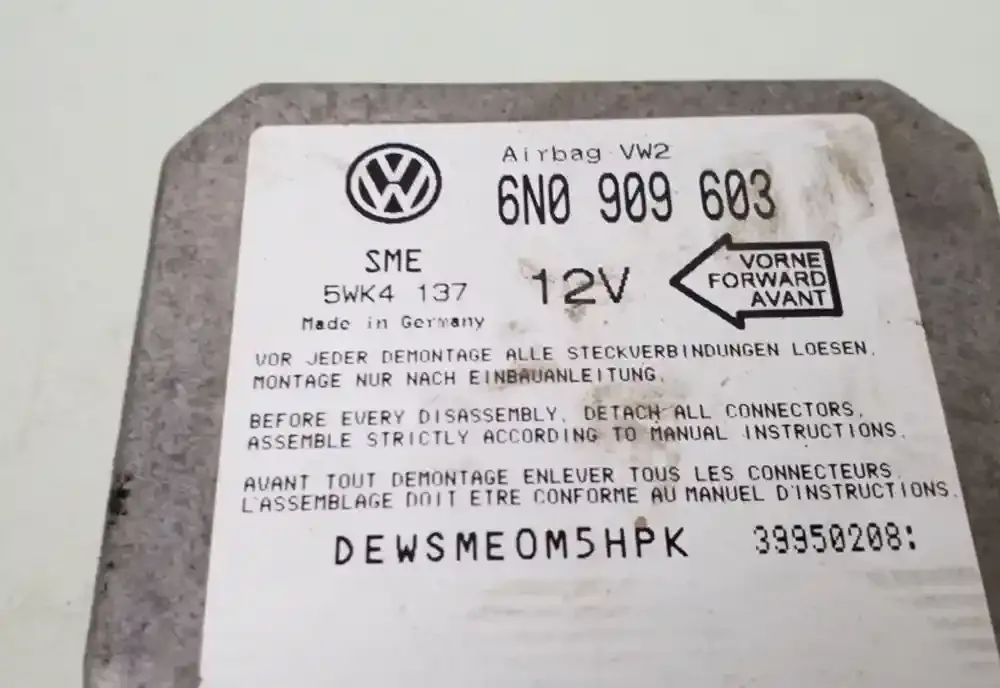 Airbag VW2
6N0 909 603
SME
5WK4 137
Made in Germany
12V
VORNE
FORWARD
AVANT
VOR JEDER DEMONTAGE ALLE STECKVERBINDUNGEN LOESEN.
MONTAGE NUR NACH EINBAUANLEITUNG.
BEFORE EVERY DISASSEMBLY, DETACH ALL CONNECTORS.
ASSEMBLE STRICTLY ACCORDING TO MANUAL INSTRUCTIONS.
AVANT TOUT DEMONTAGE ENLEVER TOUS LES CONNECTEURS.
L'ASSEMBLAGE DOIT ETRE CONFORME AU MANUEL D'INSTRUCTIONS.
DEWSMEOM5HPK 39950208: